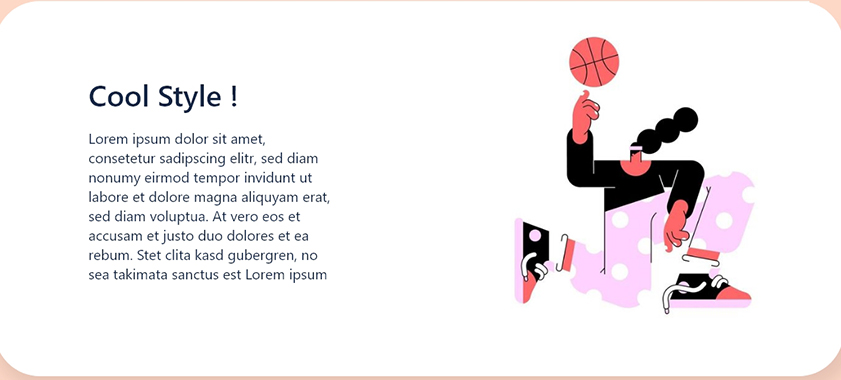 Cool Style !
Lorem ipsum dolor sit amet,
consetetur sadipscing elitr, sed diam
nonumy eirmod tempor invidunt ut
labore et dolore magna aliquyam erat,
sed diam voluptua. At vero eos et
accusam et justo duo dolores et ea
rebum. Stet clita kasd gubergren, no
sea takimata sanctus est Lorem ipsum